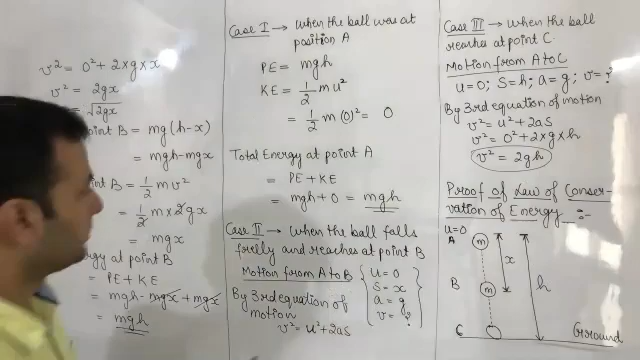 v² = 0² + 2×g×x
v² = 2gx
= √2gx
point B = mg(h-x)
= mgh-mgx
B = 1/2 mv²
= 1/2 m × 2gx
= mgx
at point B
= PE + KE
= mgh - mgx + mgx
= mgh
Case I → when the ball was at
position A
PE = mgh
KE = 1/2 mu²
= 1/2 m (0)² = 0
Total Energy at point A
= PE + KE
= mgh + 0 = mgh
Case II → when the ball falls
frelly and reaches at point B
Motion from A to B
u = 0
S = x
a = g
v = ?
By 3rd equation of
motion
v² = u² + 2as
Case III → when the ball
reaches at point C.
Motion from A to C
u = 0; S = h; a = g; v = ?
By 3rd equation of motion
v² = u² + 2as
v² = 0² + 2×g×h
v² = 2gh
Proof of Law of Conser-
vation of Energy :-
u=0
A m
x
h
B m
C Ground